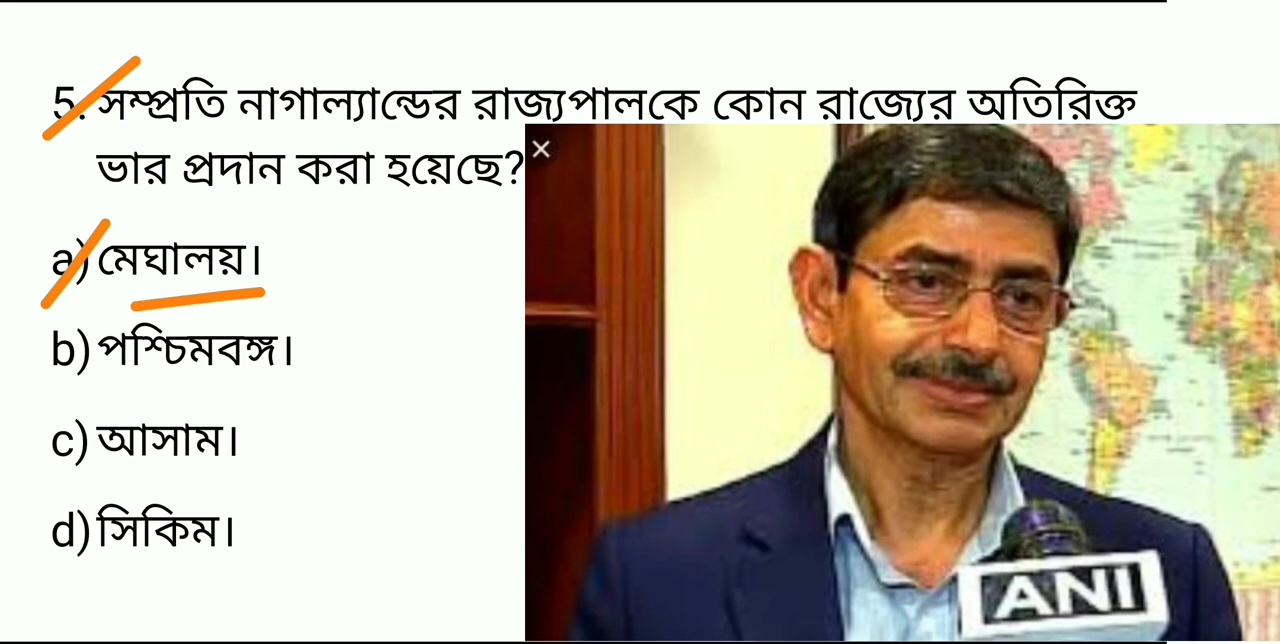 5. সম্প্রতি নাগাল্যান্ডের রাজ্যপালকে কোন রাজ্যের অতিরিক্ত
ভার প্রদান করা হয়েছে?
a) মেঘালয়।
b) পশ্চিমবঙ্গ।
c) আসাম।
d) সিকিম।
ANI